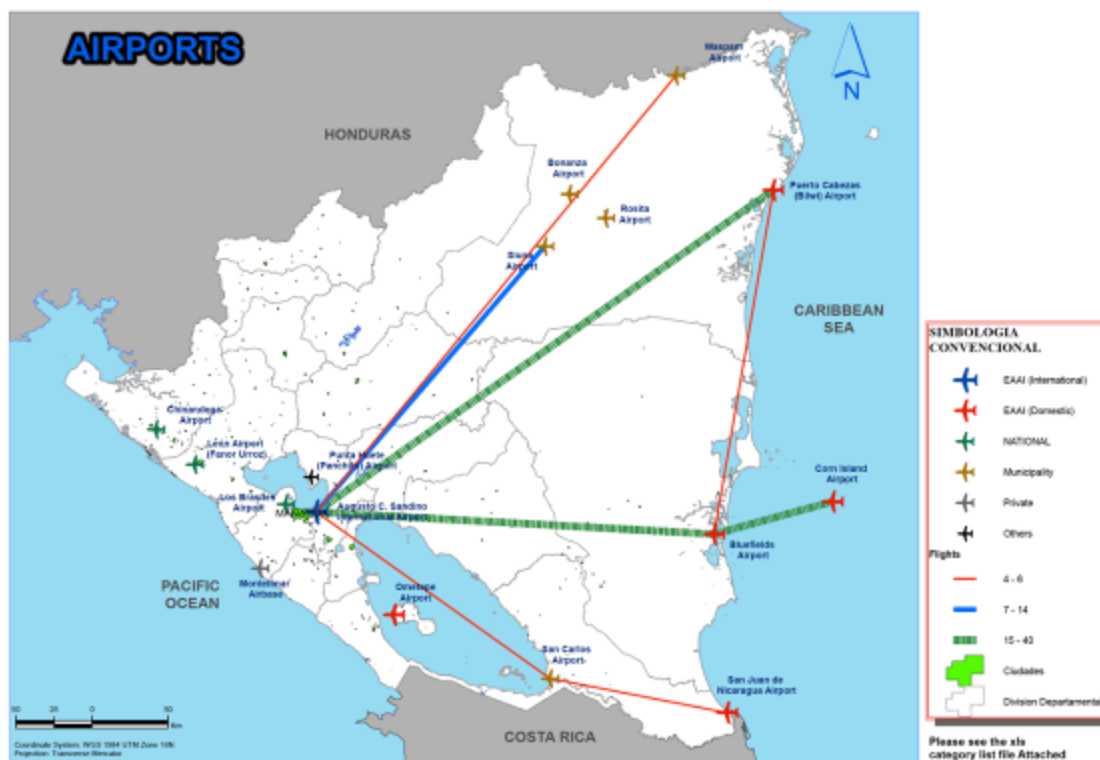 AIRPORTS
Waspam
Airport
N
HONDURAS
Bonanza
Airport
Puerto Cabezas
(Bilwi) Airport
Rosita
Airport
Siuna
Airport
CARIBBEAN
SEA
Chinandega
Airport
León Airport
(Fanor Urroz)
Punta Huete
(Panchito) Airport
Corn Island
Airport
Los Brasiles
Airport
Augusto C. Sandino
International Airport
Bluefields
Airport
PACIFIC
OCEAN
Montelimar
Airbase
Ometepe
Airport
San Carlos
Airport
San Juan de
Nicaragua Airport
COSTA RICA
Km
Coordinate System: WGS 1984 UTM Zone 16N
Projection: Transverse Mercator
SIMBOLOGIA
CONVENCIONAL
EAAI (International)
EAAI (Domestic)
NATIONAL
Municipality
Private
Others
Flights
4 - 6
7 - 14
15 - 40
Ciudades
Division Departamental
Please see the xls
category list file Attached